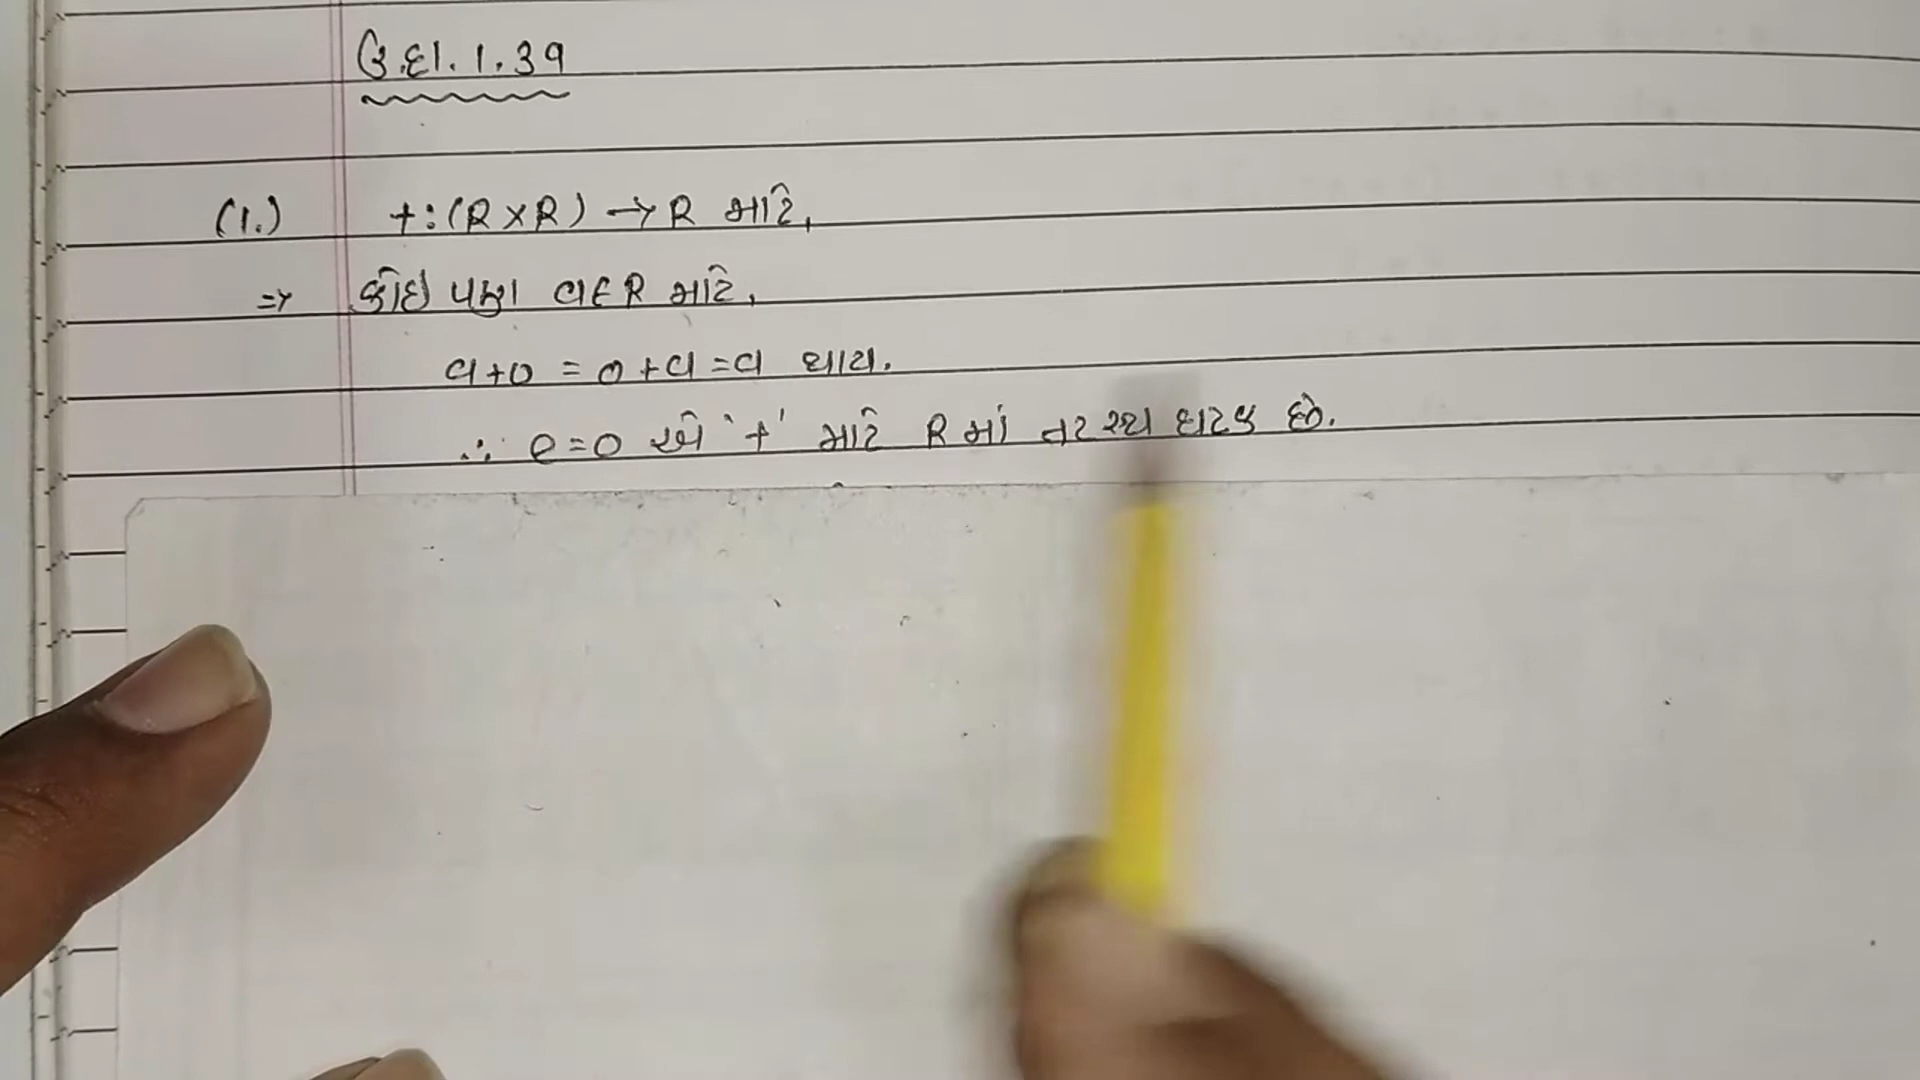 ઉ.દા. 1.39
(1.) +:(R×R) → R માટે,
⇒ કોઈ પણ a∈R માટે,
a+0 = 0+a = a થાય.
∴ e=0 એ '+' માટે R માં તટસ્થ ઘટક છે.